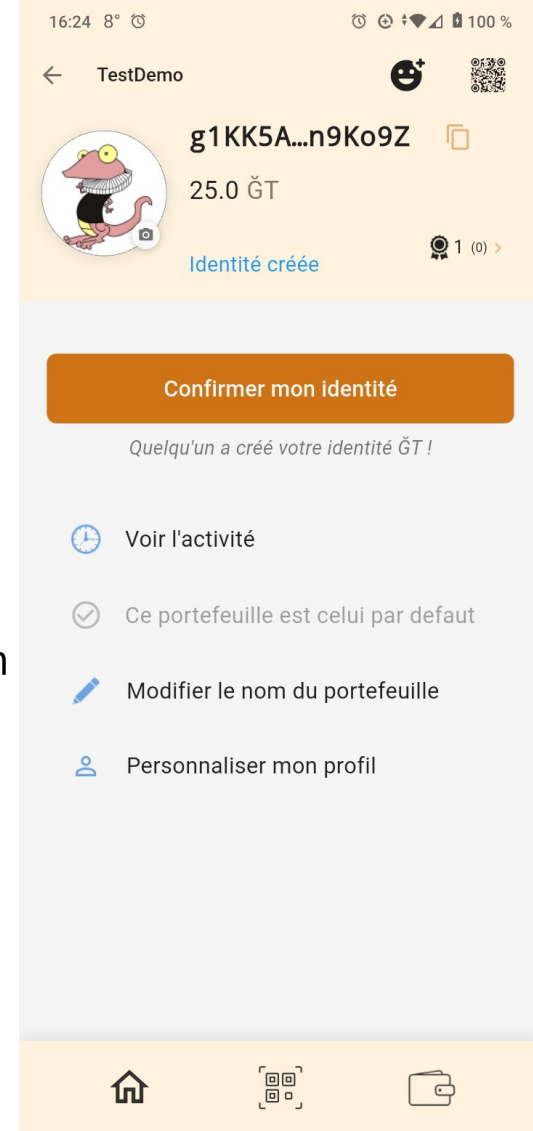 16:24 8° 100 %
TestDemo
g1KK5A...n9Ko9Z
25.0 ĞT
1 (0) >
Identité créée
Confirmer mon identité
Quelqu'un a créé votre identité ĞT !
Voir l'activité
Ce portefeuille est celui par defaut
n
Modifier le nom du portefeuille
Personnaliser mon profil